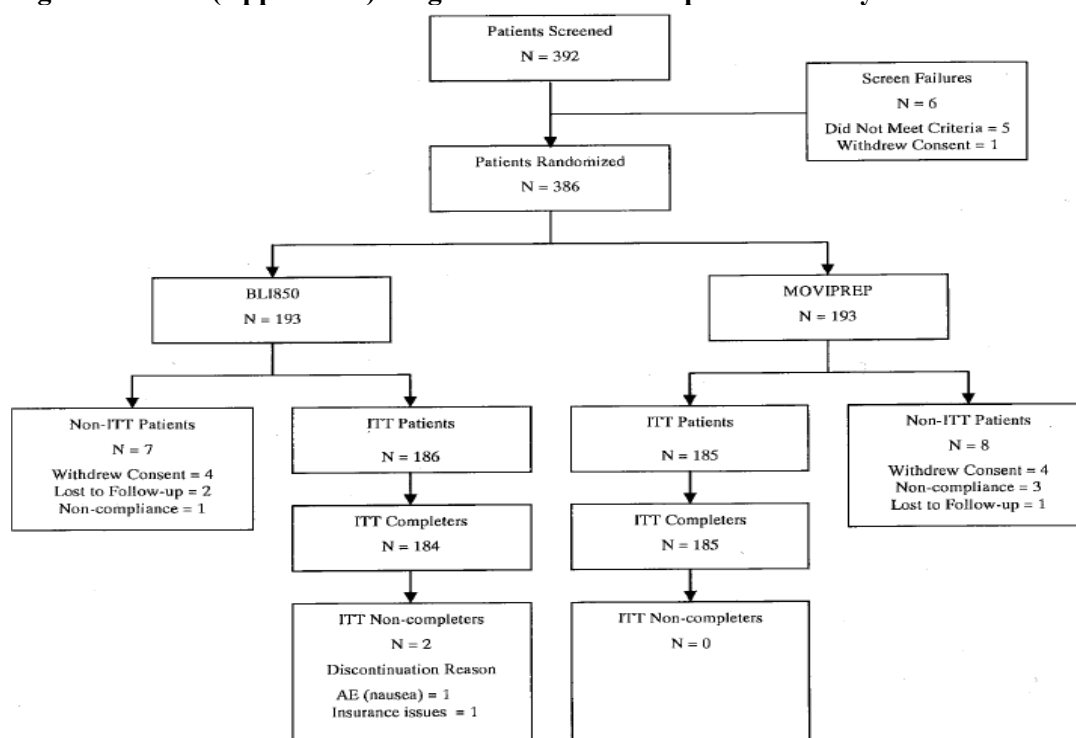 Patients Screened
N = 392
Screen Failures
N = 6
Did Not Meet Criteria = 5
Withdrew Consent = 1
Patients Randomized
N = 386
BLI850
N = 193
MOVIPREP
N = 193
Non-ITT Patients
N = 7
Withdrew Consent = 4
Lost to Follow-up = 2
Non-compliance = 1
ITT Patients
N = 186
ITT Patients
N = 185
Non-ITT Patients
N = 8
Withdrew Consent = 4
Non-compliance = 3
Lost to Follow-up = 1
ITT Completers
N = 184
ITT Completers
N = 185
ITT Non-completers
N = 2
Discontinuation Reason
AE (nausea) = 1
Insurance issues = 1
ITT Non-completers
N = 0